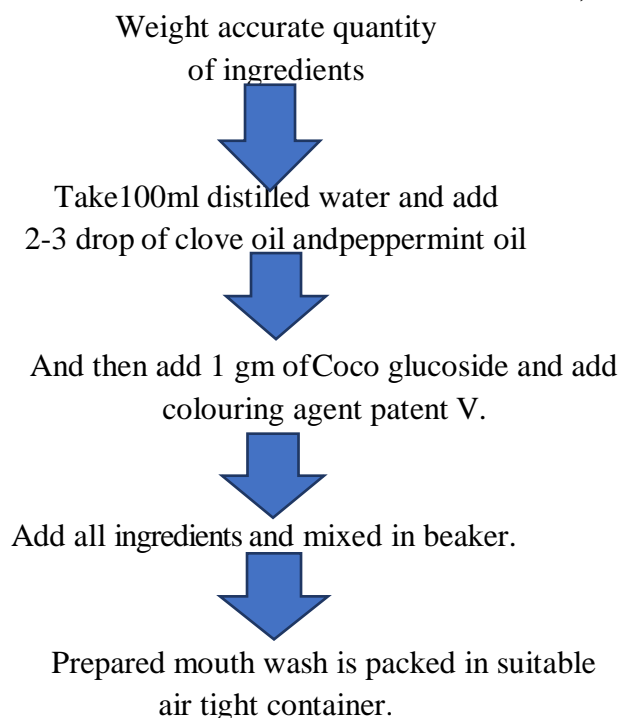 Weight accurate quantity
of ingredients
Take100ml distilled water and add
2-3 drop of clove oil andpeppermint oil
And then add 1 gm ofCoco glucoside and add
colouring agent patent V.
Add all ingredients and mixed in beaker.
Prepared mouth wash is packed in suitable
air tight container.